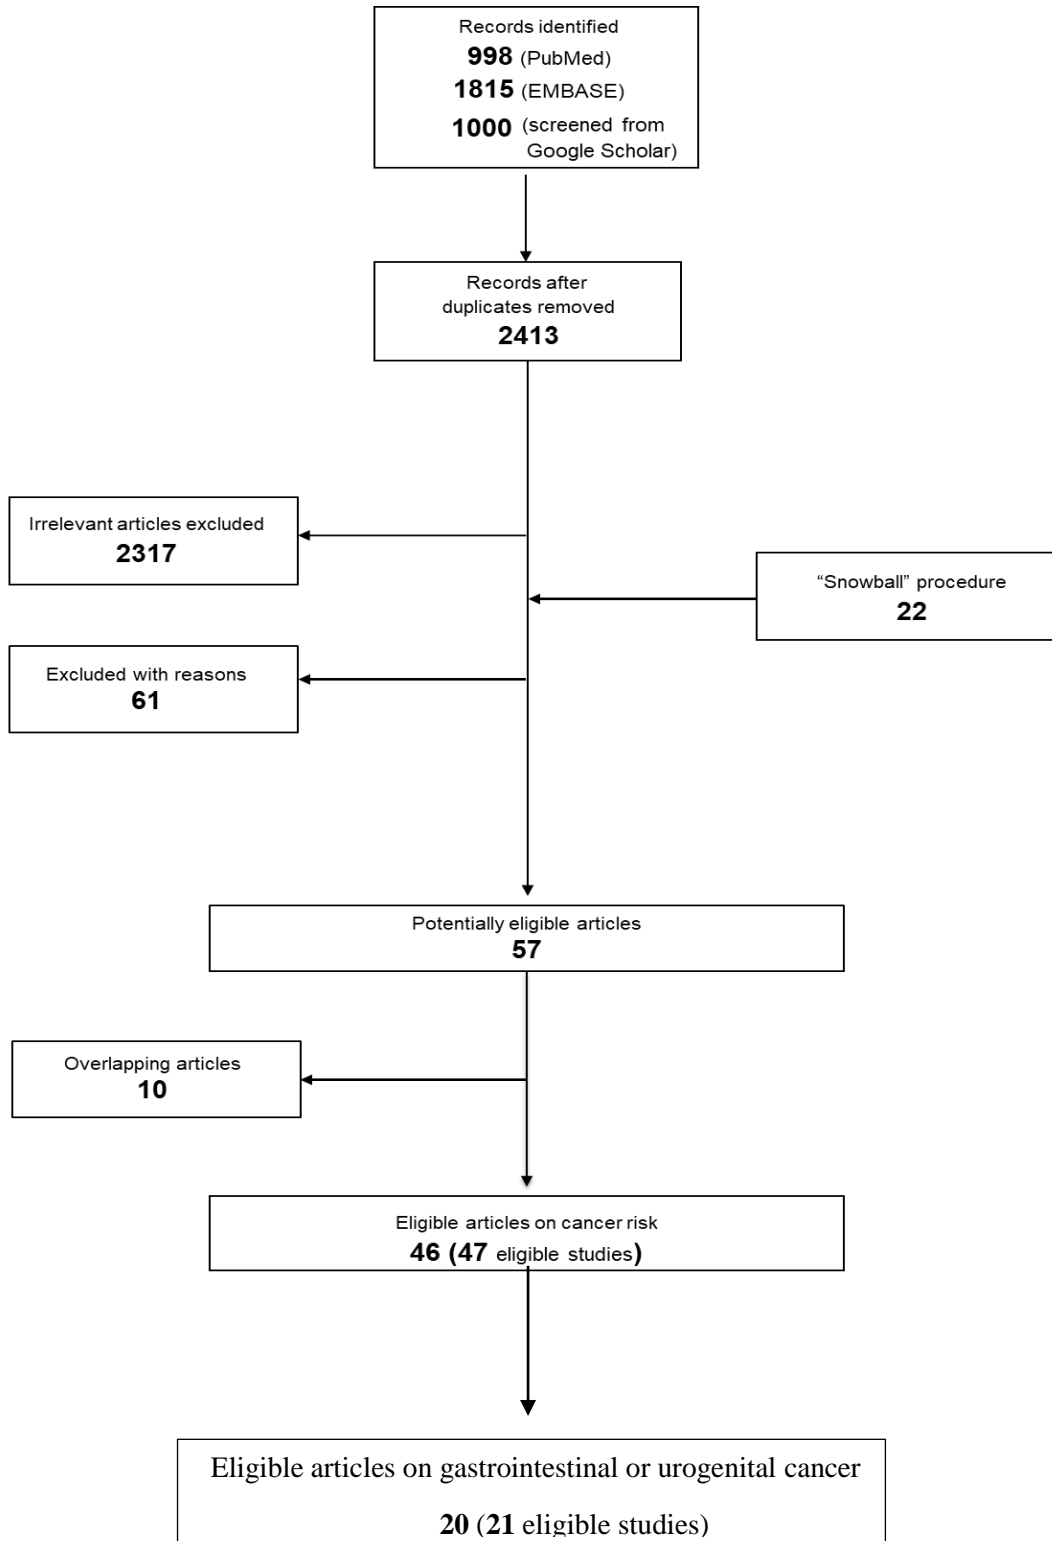 Records identified
998 (PubMed)
1815 (EMBASE)
1000 (screened from
Google Scholar)
Records after
duplicates removed
2413
Irrelevant articles excluded
2317
“Snowball” procedure
22
Excluded with reasons
61
Potentially eligible articles
57
Overlapping articles
10
Eligible articles on cancer risk
46 (47 eligible studies)
Eligible articles on gastrointestinal or urogenital cancer
20 (21 eligible studies)